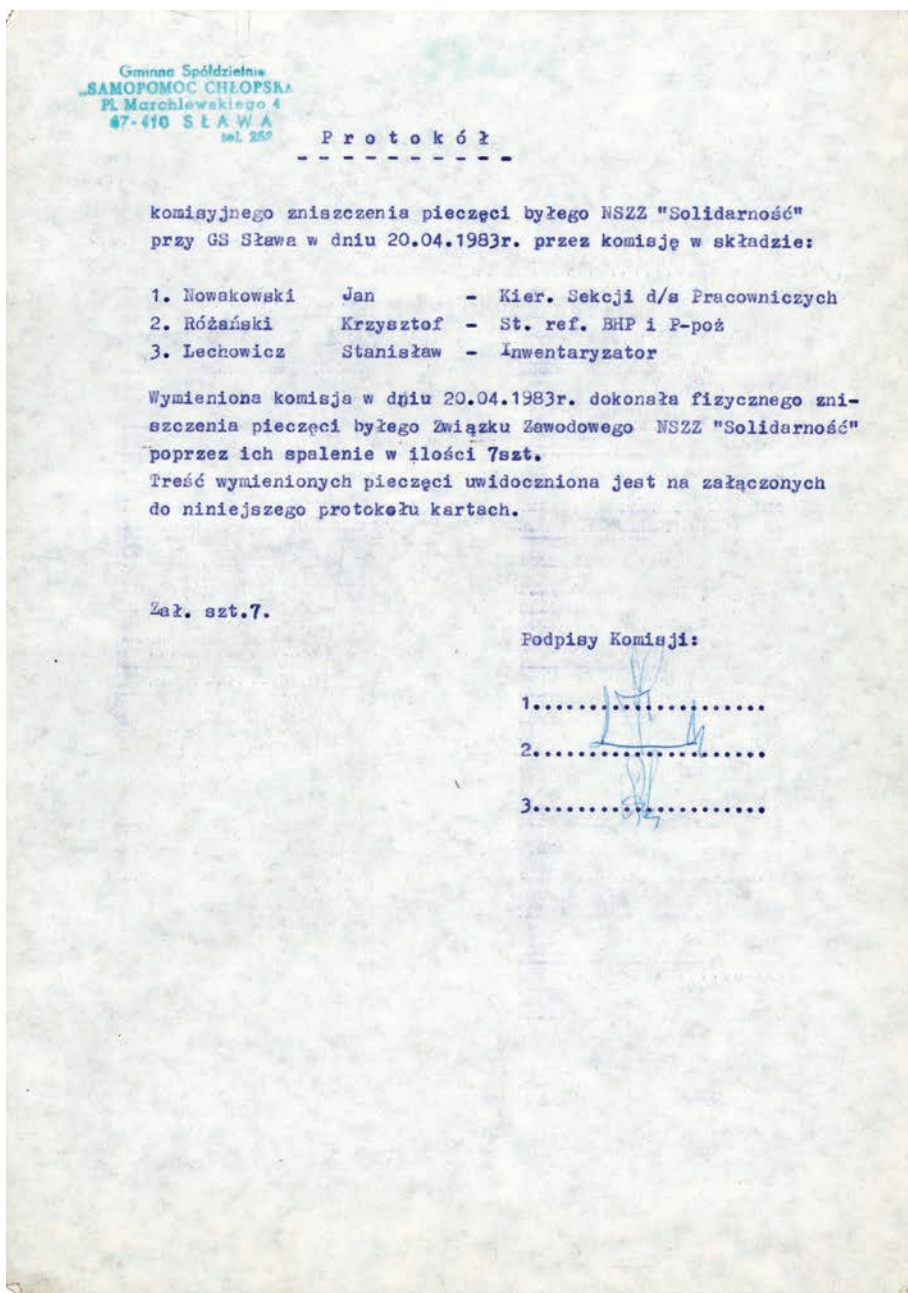 Gminna Spółdzielnia
„SAMOPOMOC CHŁOPSKA
Pl. Marchlewskiego 4
67-410 SŁAWA
tel. 252
P r o t o k ó ł
- - - - - - - - - -
komisyjnego zniszczenia pieczęci byłego NSZZ "Solidarność"
przy GS Sława w dniu 20.04.1983r. przez komisję w składzie:
1. Nowakowski Jan - Kier. Sekcji d/s Pracowniczych
2. Różański Krzysztof - St. ref. BHP i P-poż
3. Lechowicz Stanisław - Inwentaryzator
Wymieniona komisja w dniu 20.04.1983r. dokonała fizycznego zni-
szczenia pieczęci byłego Związku Zawodowego NSZZ "Solidarność"
poprzez ich spalenie w ilości 7szt.
Treść wymienionych pieczęci uwidoczniona jest na załączonych
do niniejszego protokołu kartach.
Zał. szt.7.
Podpisy Komisji:
1......................
2......................
3......................